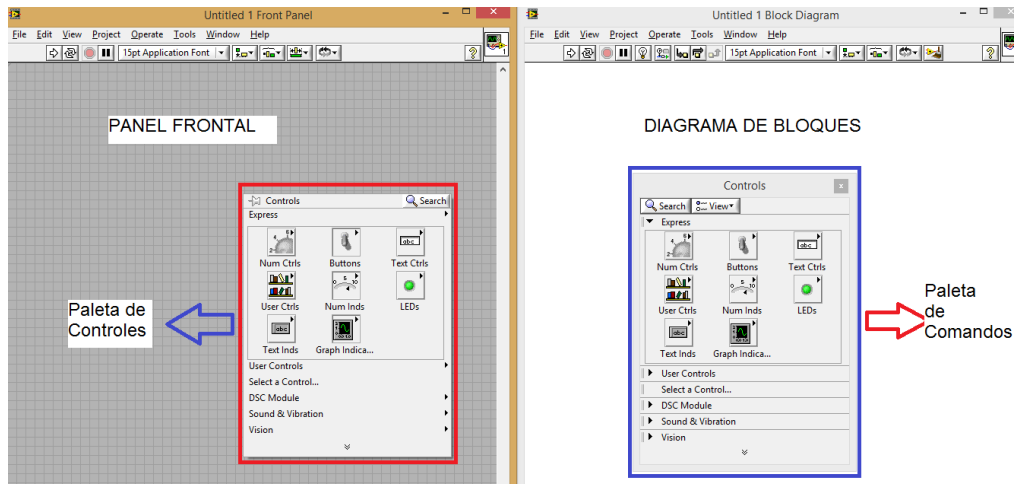 Untitled 1 Front Panel
File Edit View Project Operate Tools Window Help
15pt Application Font
PANEL FRONTAL
Controls Search
Express
Num Ctrls Buttons Text Ctrls
User Ctrls Num Inds LEDs
Text Inds Graph Indica...
User Controls
Select a Control...
DSC Module
Sound & Vibration
Vision
Paleta de
Controles
Untitled 1 Block Diagram
File Edit View Project Operate Tools Window Help
15pt Application Font
DIAGRAMA DE BLOQUES
Controls
Search View
Express
Num Ctrls Buttons Text Ctrls
User Ctrls Num Inds LEDs
Text Inds Graph Indica...
User Controls
Select a Control...
DSC Module
Sound & Vibration
Vision
Paleta
de
Comandos